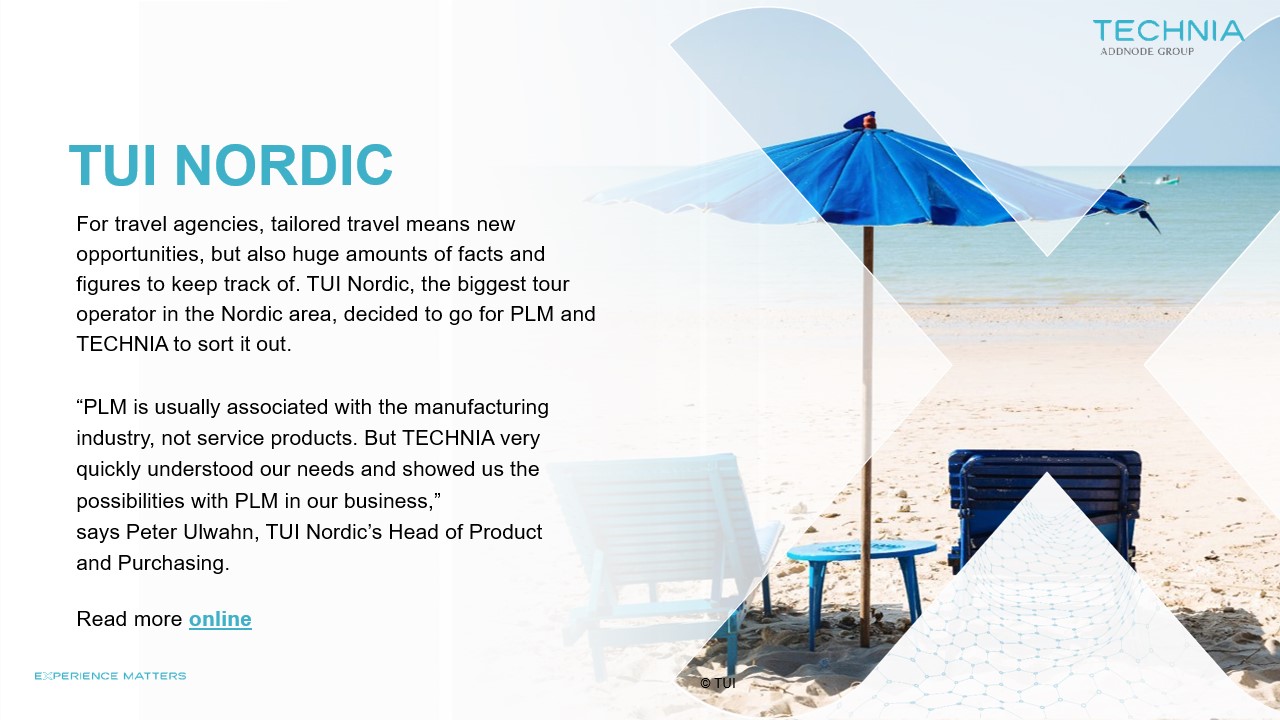 TECHNIA
ADDNODE GROUP
TUI NORDIC
For travel agencies, tailored travel means new
opportunities, but also huge amounts of facts and
figures to keep track of. TUI Nordic, the biggest tour
operator in the Nordic area, decided to go for PLM and
TECHNIA to sort it out.
“PLM is usually associated with the manufacturing
industry, not service products. But TECHNIA very
quickly understood our needs and showed us the
possibilities with PLM in our business,”
says Peter Ulwahn, TUI Nordic’s Head of Product
and Purchasing.
Read more online
EXPERIENCE MATTERS
© TUI